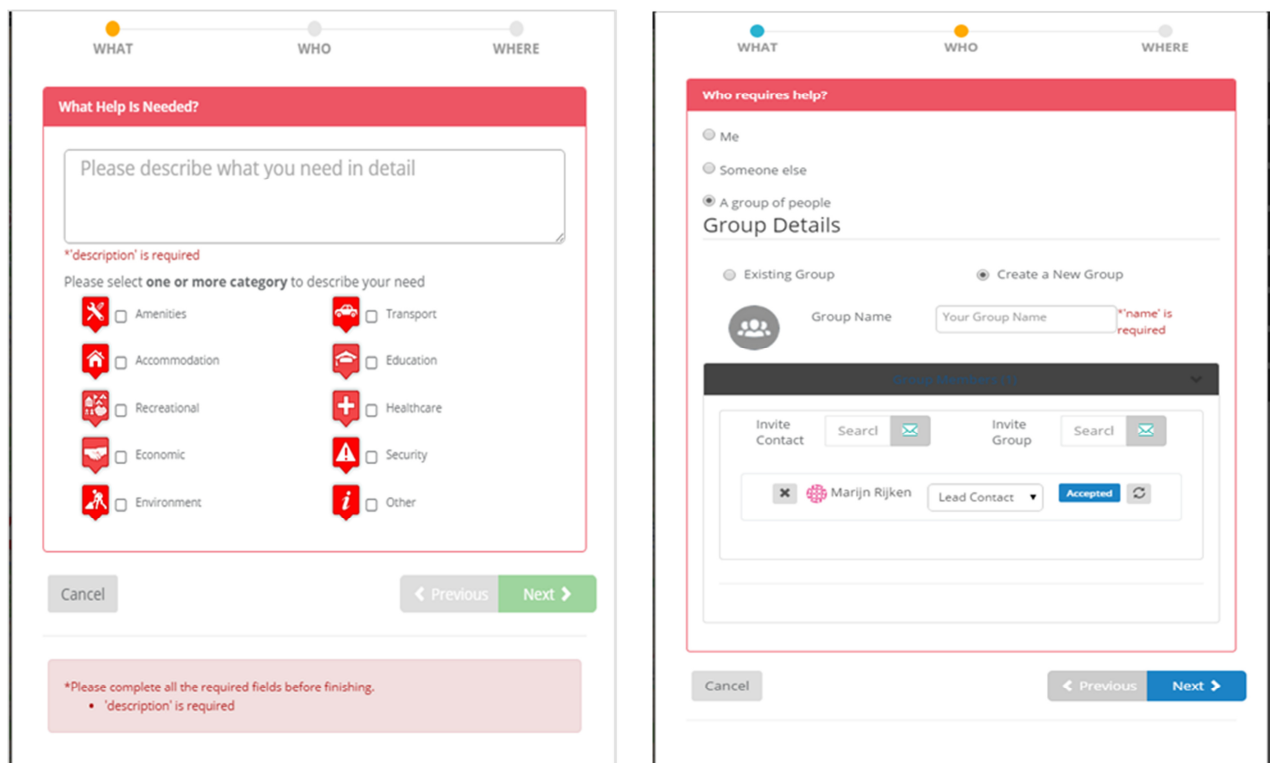 WHAT WHO WHERE
What Help Is Needed?
Please describe what you need in detail
*'description' is required
Please select one or more category to describe your need
Amenities Transport
Accommodation Education
Recreational Healthcare
Economic Security
Environment Other
Cancel Previous Next
*Please complete all the required fields before finishing.
• 'description' is required
WHAT WHO WHERE
Who requires help?
Me
Someone else
A group of people
Group Details
Existing Group Create a New Group
Group Name Your Group Name *'name' is
required
Invite
Contact Searcl Invite
Group Searcl
Marijn Rijken Lead Contact Accepted
Cancel Previous Next